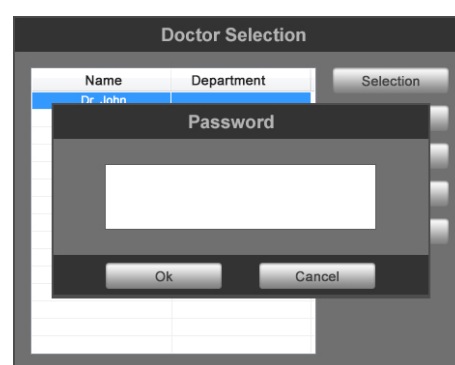 Doctor Selection
Name Department Selection
Dr. John
Password
Ok Cancel